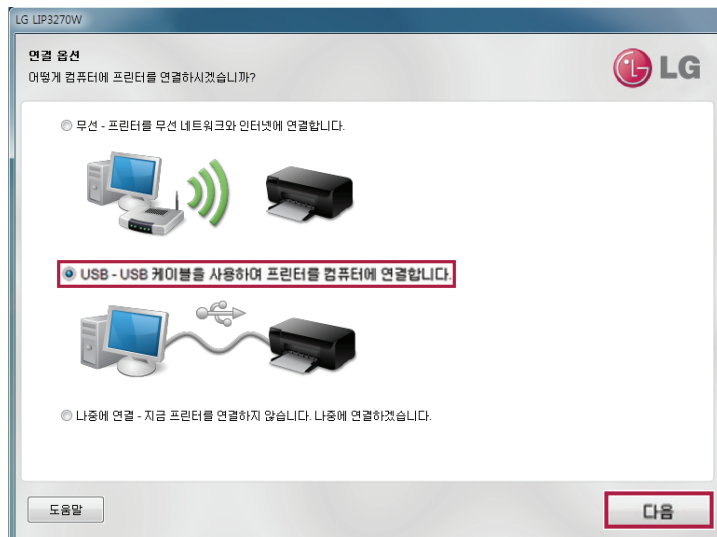 LG LIP3270W
연결 옵션
어떻게 컴퓨터에 프린터를 연결하시겠습니까?
LG
무선 - 프린터를 무선 네트워크와 인터넷에 연결합니다.
USB - USB 케이블을 사용하여 프린터를 컴퓨터에 연결합니다.
나중에 연결 - 지금 프린터를 연결하지 않습니다. 나중에 연결하겠습니다.
도움말
다음